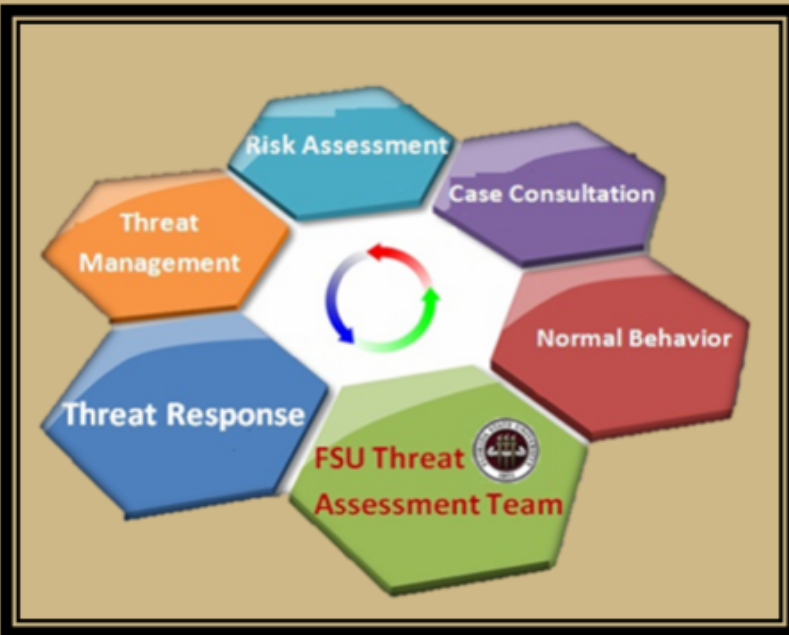 Risk Assessment
Case Consultation
Threat
Management
Normal Behavior
Threat Response
FSU Threat
Assessment Team